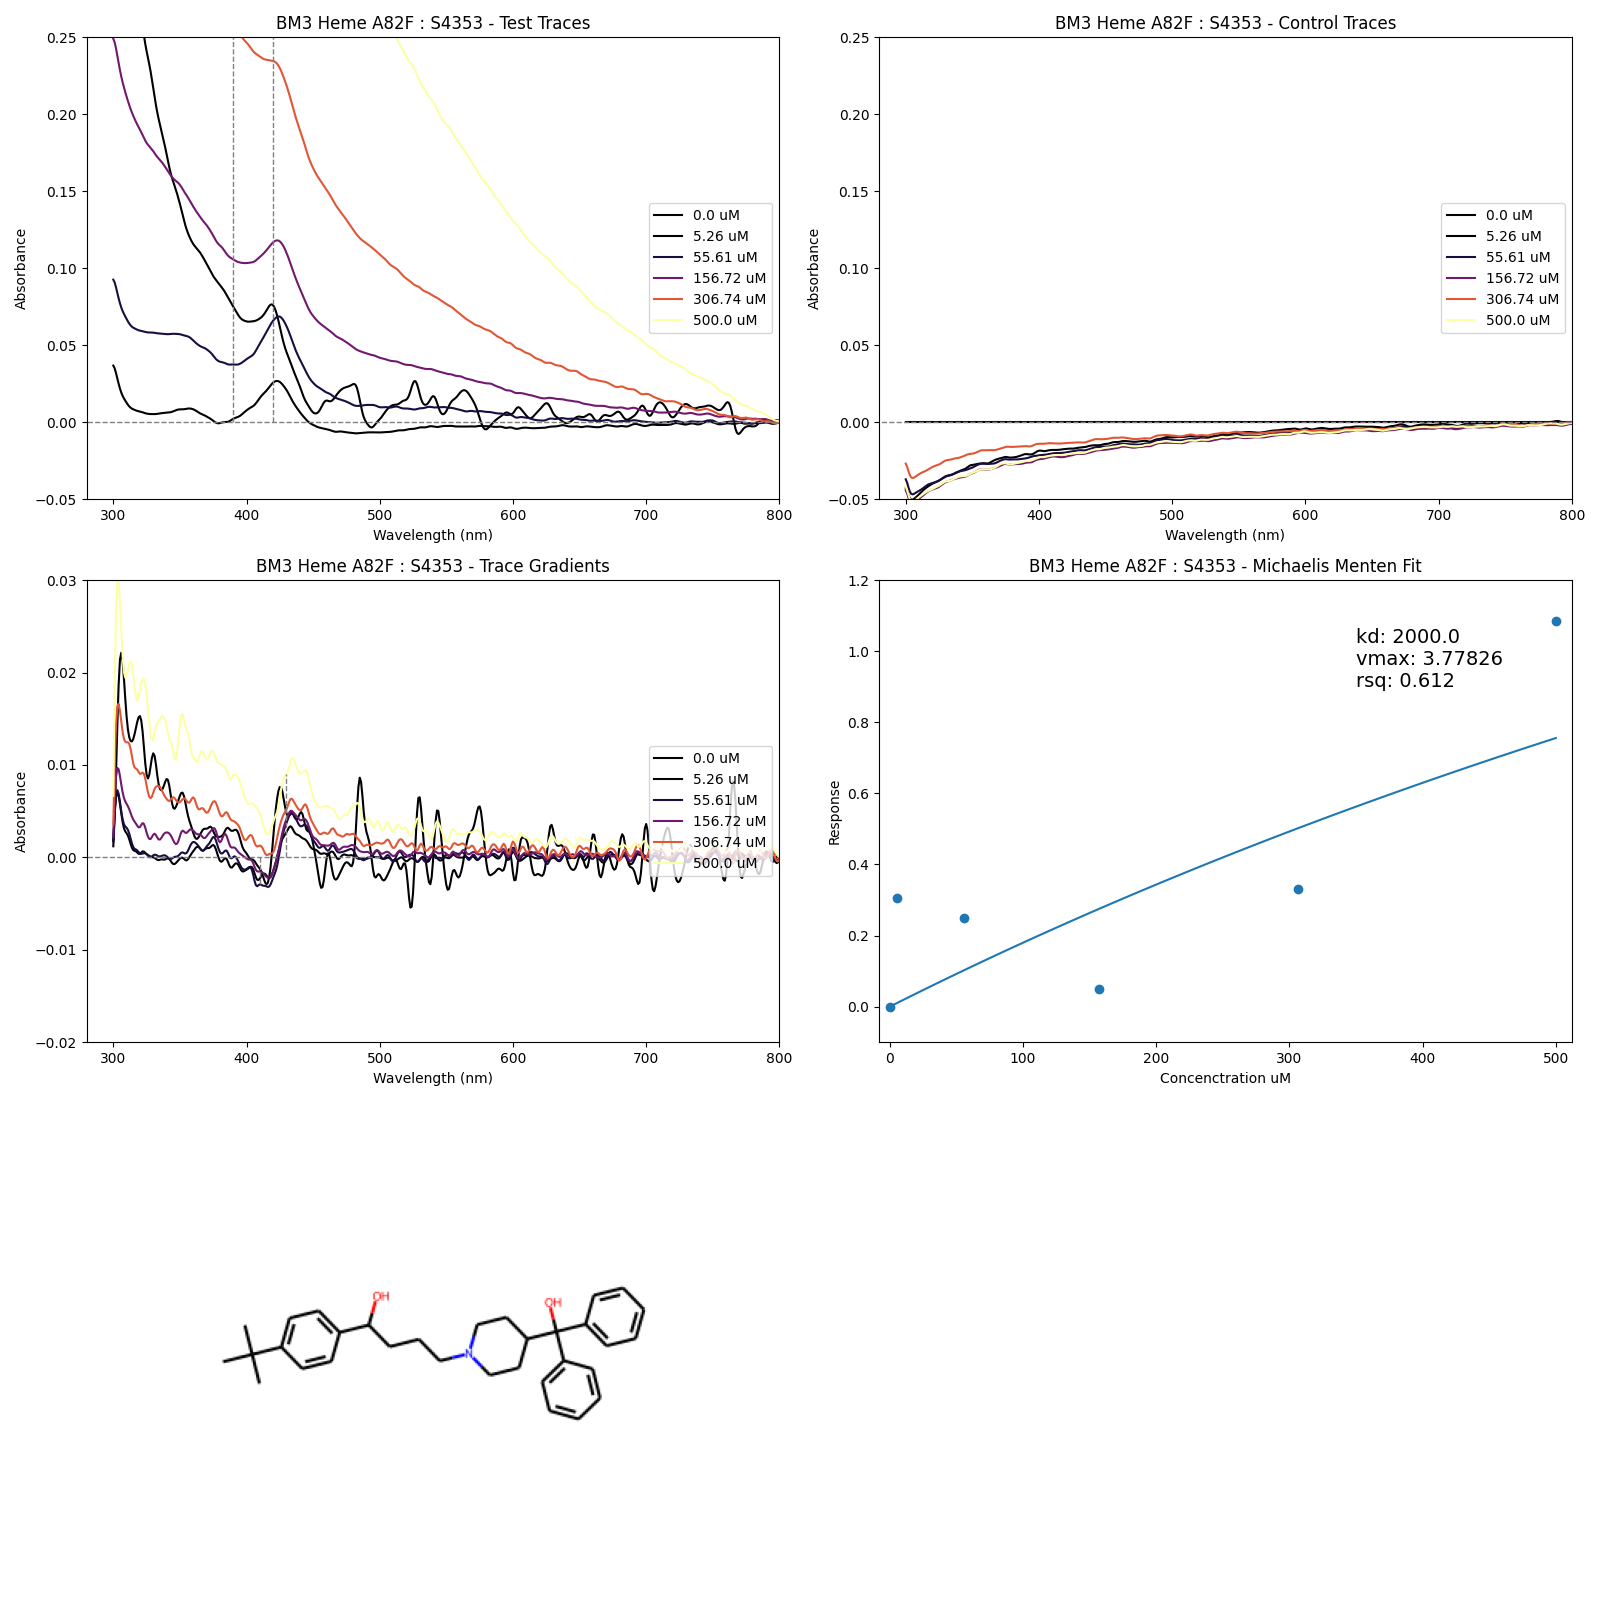 BM3 Heme A82F : S4353 - Test Traces
0.25
0.20
0.15
0.10
0.05
0.00
−0.05
Absorbance
300 400 500 600 700 800
Wavelength (nm)
0.0 uM
5.26 uM
55.61 uM
156.72 uM
306.74 uM
500.0 uM
BM3 Heme A82F : S4353 - Control Traces
0.25
0.20
0.15
0.10
0.05
0.00
−0.05
Absorbance
300 400 500 600 700 800
Wavelength (nm)
0.0 uM
5.26 uM
55.61 uM
156.72 uM
306.74 uM
500.0 uM
BM3 Heme A82F : S4353 - Trace Gradients
0.03
0.02
0.01
0.00
−0.01
−0.02
Absorbance
300 400 500 600 700 800
Wavelength (nm)
0.0 uM
5.26 uM
55.61 uM
156.72 uM
306.74 uM
500.0 uM
BM3 Heme A82F : S4353 - Michaelis Menten Fit
1.2
1.0
0.8
0.6
0.4
0.2
0.0
Response
kd: 2000.0
vmax: 3.77826
rsq: 0.612
0 100 200 300 400 500
Concenctration uM
OH
OH
N